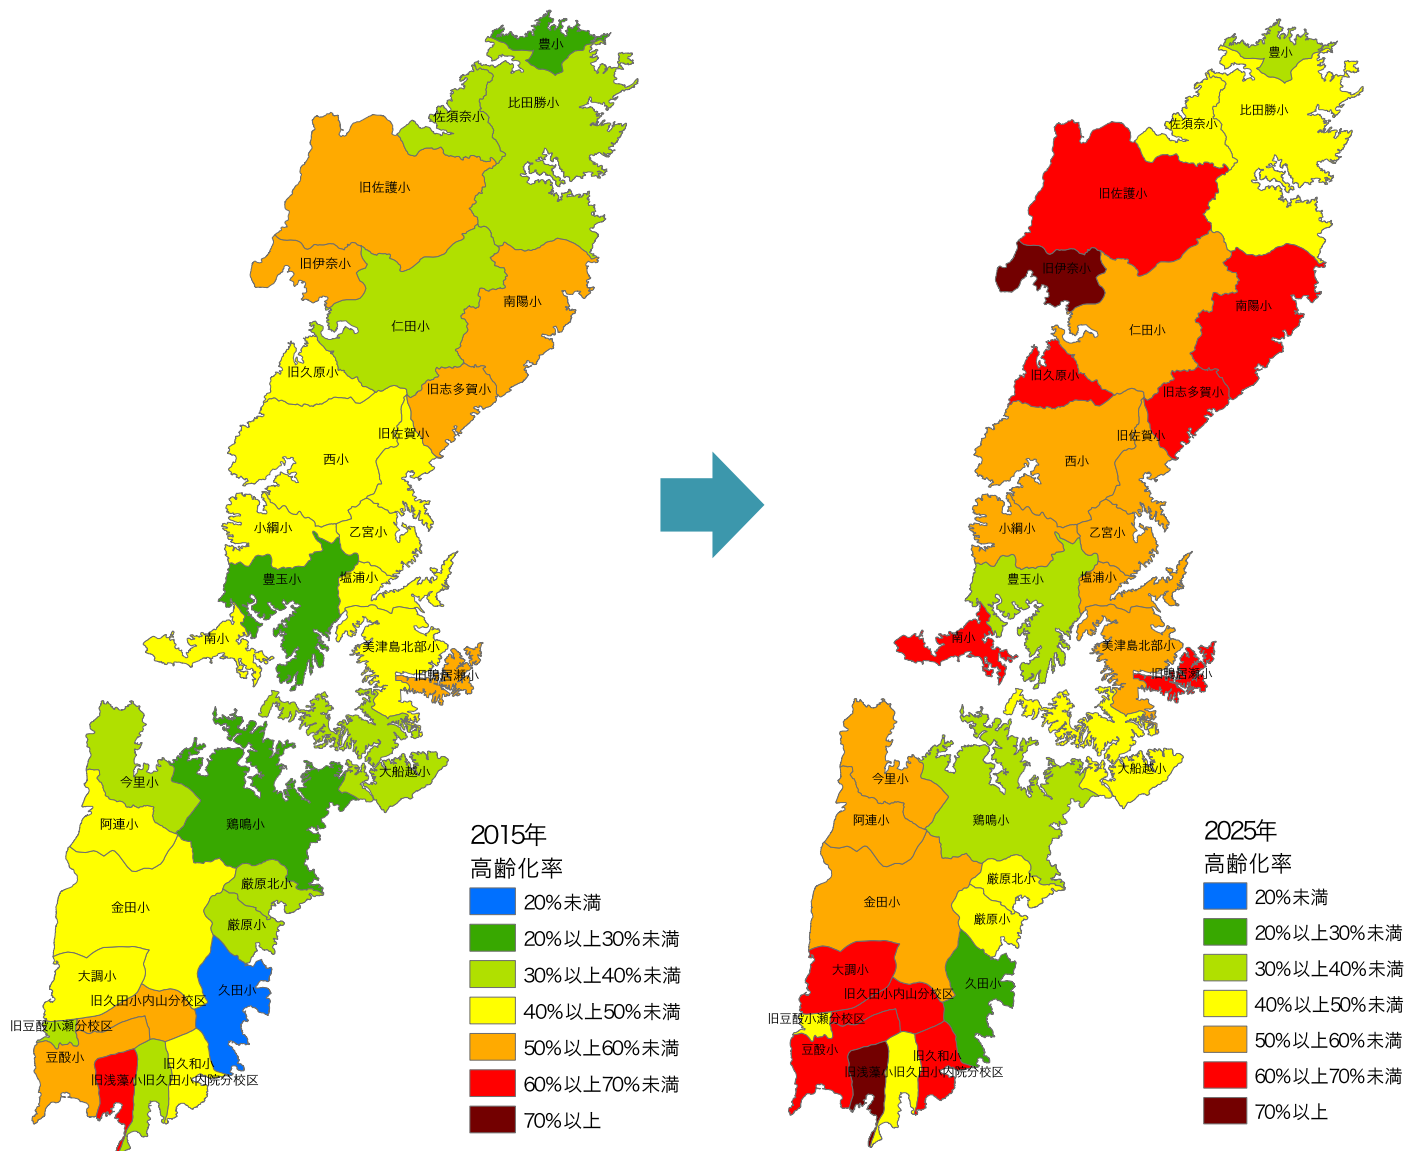 豊小
比田勝小
佐須奈小
旧佐護小
旧伊奈小
南陽小
仁田小
旧久原小
旧志多賀小
旧佐賀小
西小
小綱小
乙宮小
豊玉小
塩浦小
南小
美津島北部小
旧鴨居瀬小
大船越小
今里小
阿連小
鶏鳴小
厳原北小
金田小
厳原小
大調小
久田小
旧久田小内山分校区
旧豆酘小瀬分校区
豆酘小
旧久和小
旧浅藻小
旧久田小内院分校区
2015年
高齢化率
20%未満
20%以上30%未満
30%以上40%未満
40%以上50%未満
50%以上60%未満
60%以上70%未満
70%以上
豊小
比田勝小
佐須奈小
旧佐護小
旧伊奈小
南陽小
仁田小
旧久原小
旧志多賀小
旧佐賀小
西小
小綱小
乙宮小
豊玉小
塩浦小
南小
美津島北部小
旧鴨居瀬小
大船越小
今里小
阿連小
鶏鳴小
厳原北小
金田小
厳原小
大調小
久田小
旧久田小内山分校区
旧豆酘小瀬分校区
豆酘小
旧久和小
旧浅藻小
旧久田小内院分校区
2025年
高齢化率
20%未満
20%以上30%未満
30%以上40%未満
40%以上50%未満
50%以上60%未満
60%以上70%未満
70%以上